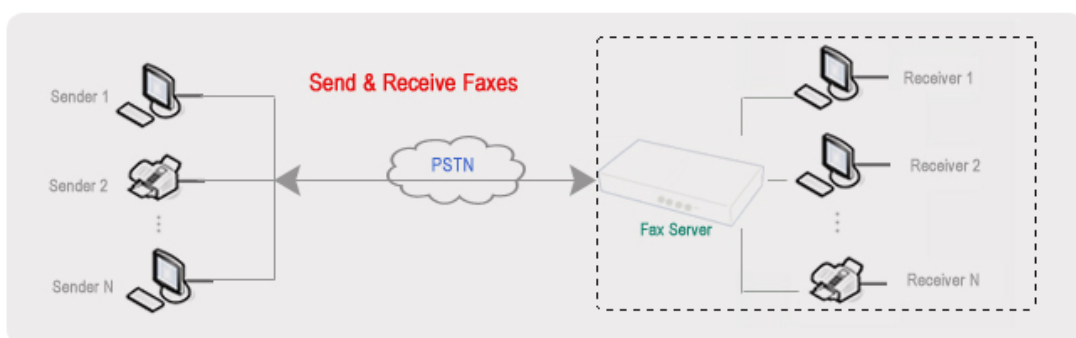 Send & Receive Faxes
Sender 1
Sender 2
Sender N
PSTN
Fax Server
Receiver 1
Receiver 2
Receiver N